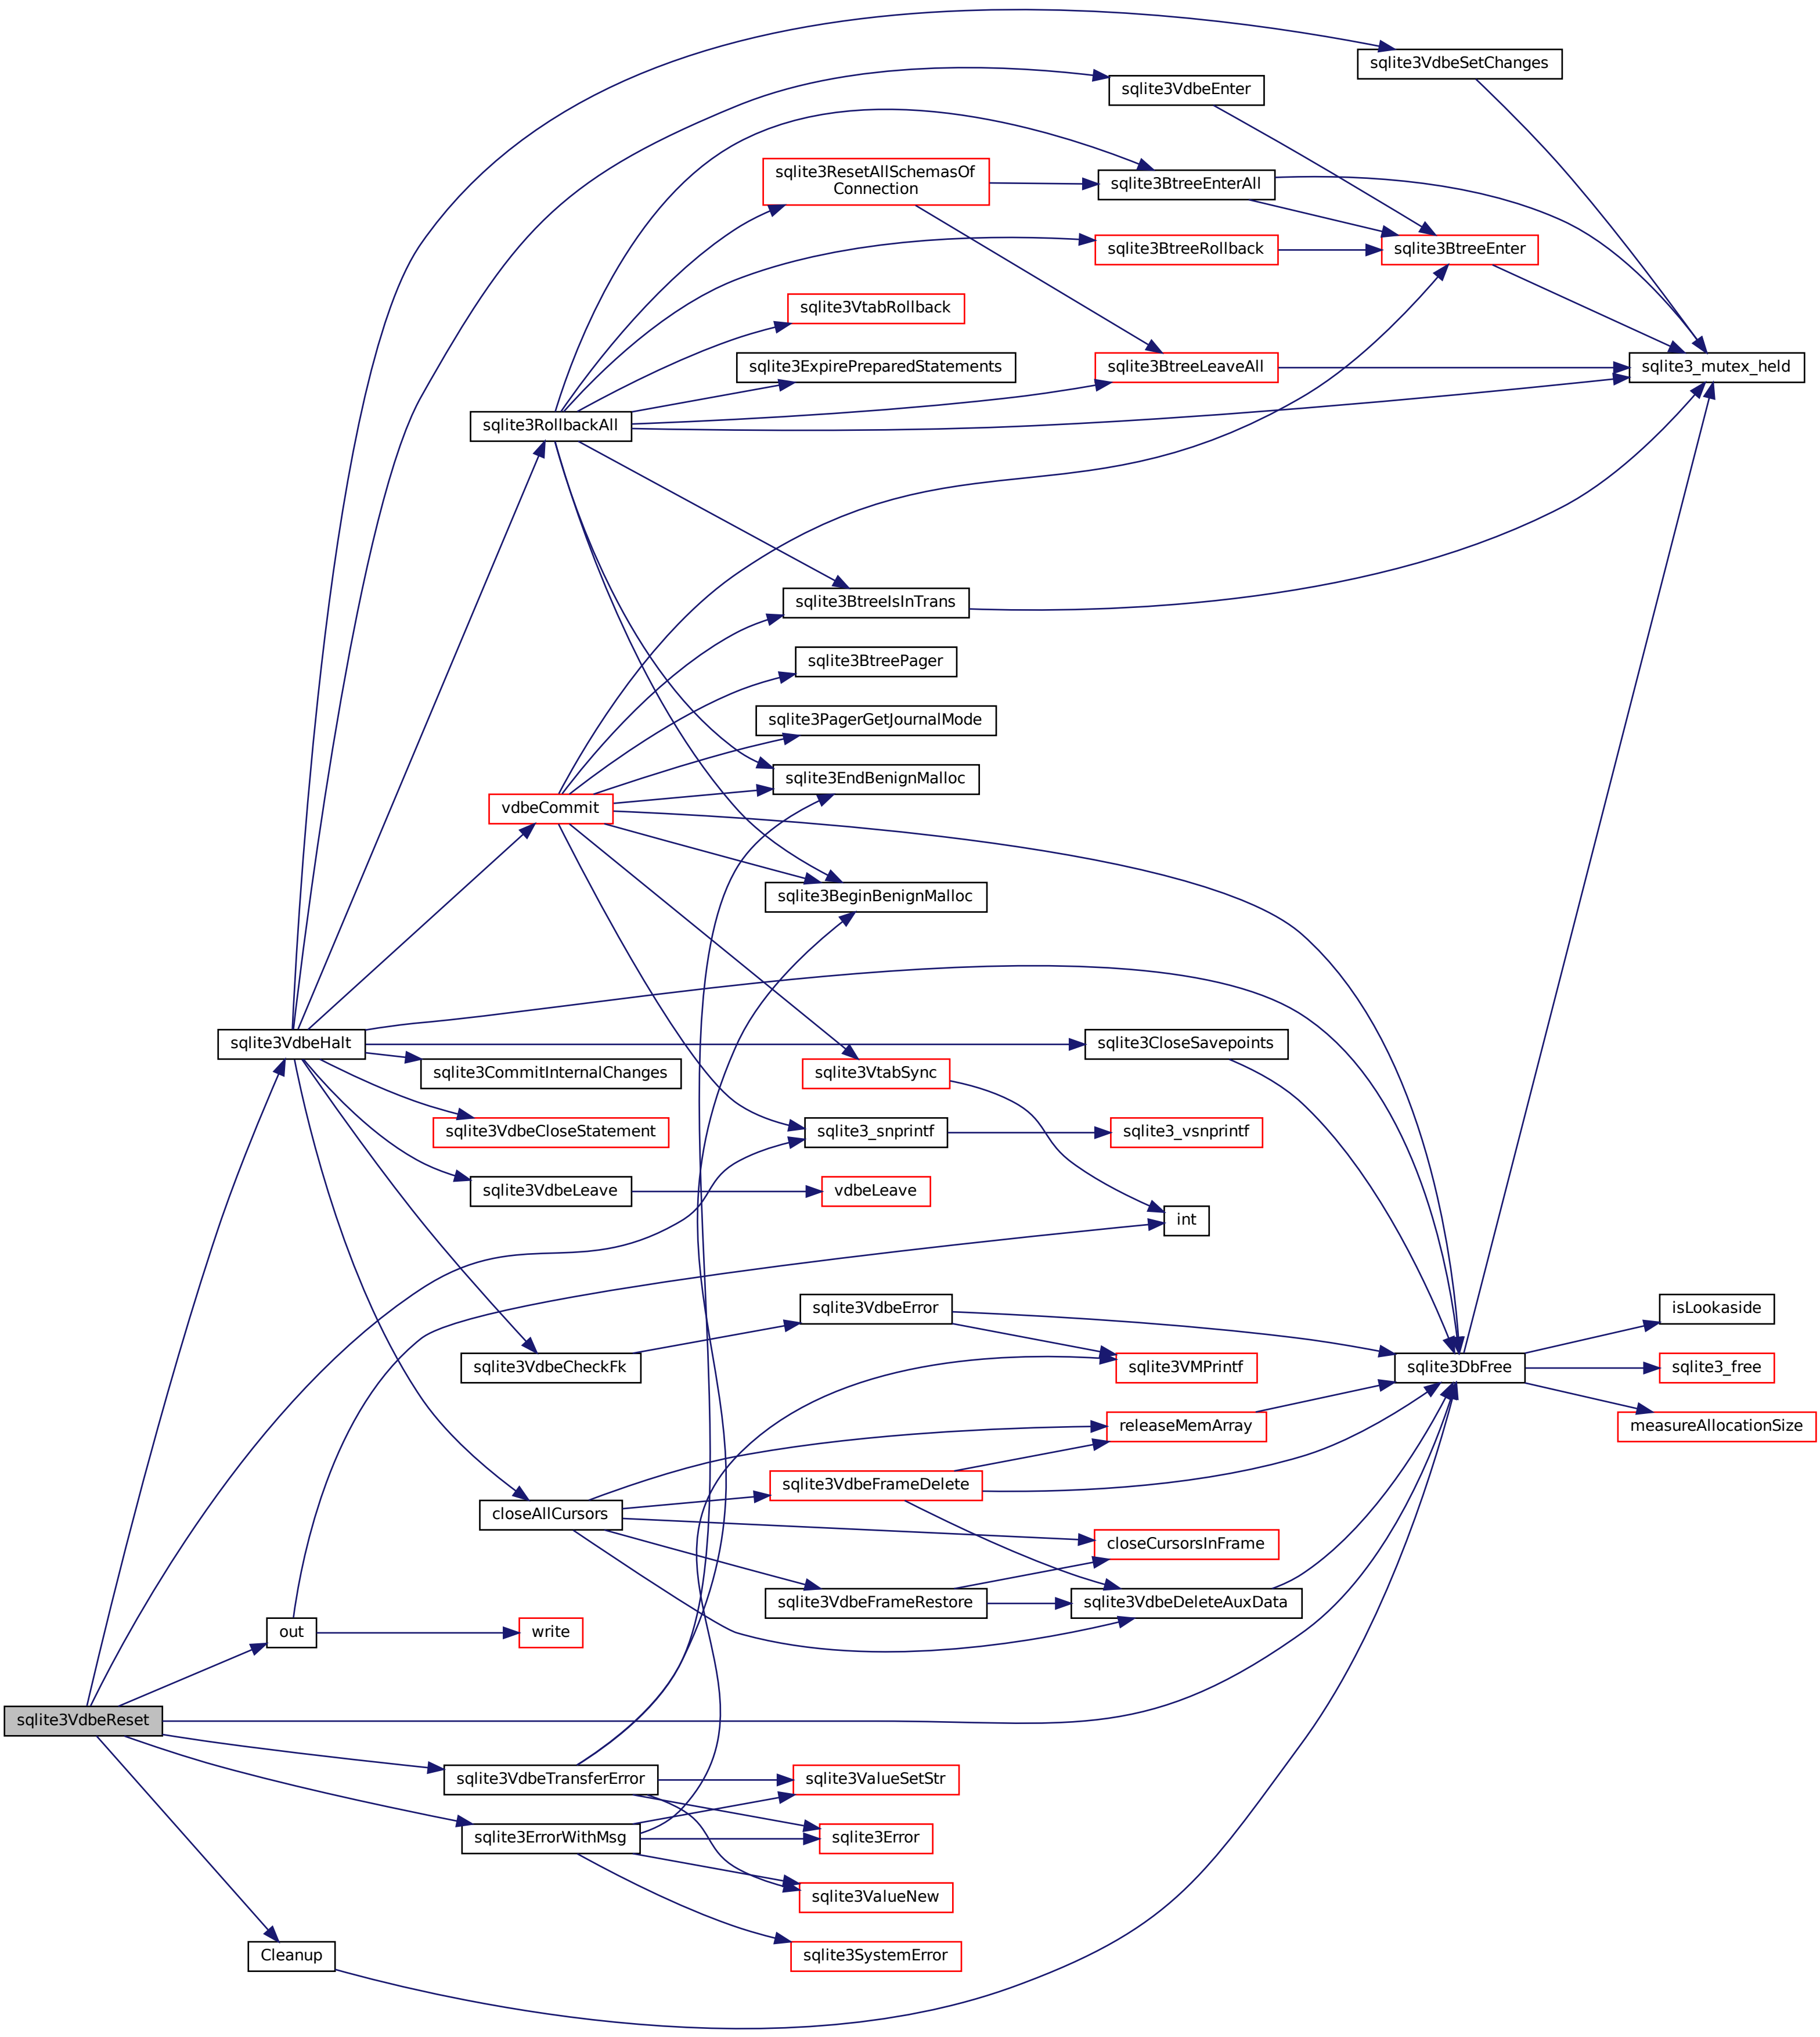 sqlite3VdbeSetChanges
sqlite3VdbeEnter
sqlite3ResetAllSchemasOf
Connection
sqlite3BtreeEnterAll
sqlite3BtreeRollback
sqlite3BtreeEnter
sqlite3VtabRollback
sqlite3ExpirePreparedStatements
sqlite3BtreeLeaveAll
sqlite3_mutex_held
sqlite3RollbackAll
sqlite3BtreeIsInTrans
sqlite3BtreePager
sqlite3PagerGetJournalMode
sqlite3EndBenignMalloc
vdbeCommit
sqlite3BeginBenignMalloc
sqlite3VdbeHalt
sqlite3CloseSavepoints
sqlite3CommitInternalChanges
sqlite3VtabSync
sqlite3VdbeCloseStatement
sqlite3_snprintf
sqlite3_vsnprintf
sqlite3VdbeLeave
vdbeLeave
int
sqlite3VdbeError
isLookaside
sqlite3VdbeCheckFk
sqlite3VMPrintf
sqlite3DbFree
sqlite3_free
releaseMemArray
measureAllocationSize
sqlite3VdbeFrameDelete
closeAllCursors
closeCursorsInFrame
sqlite3VdbeFrameRestore
sqlite3VdbeDeleteAuxData
out
write
sqlite3VdbeReset
sqlite3VdbeTransferError
sqlite3ValueSetStr
sqlite3ErrorWithMsg
sqlite3Error
sqlite3ValueNew
Cleanup
sqlite3SystemError